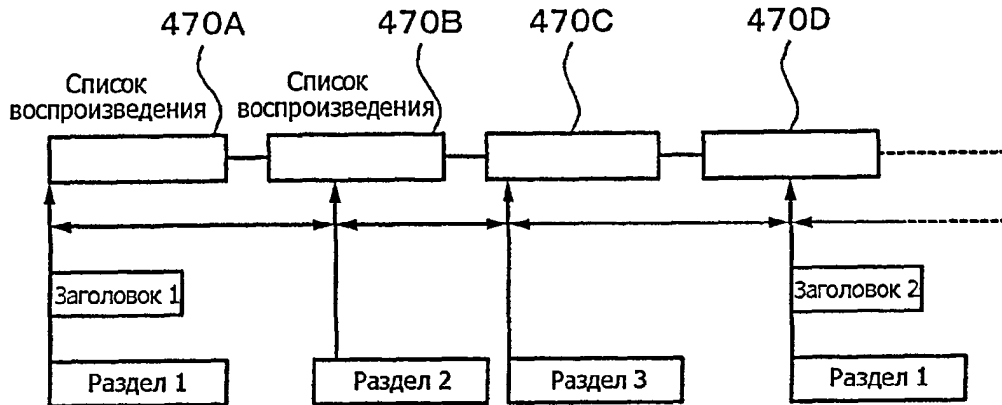 470A 470B 470C 470D
Список воспроизведения
Список воспроизведения
Заголовок 1 Заголовок 2
Раздел 1 Раздел 2 Раздел 3 Раздел 1